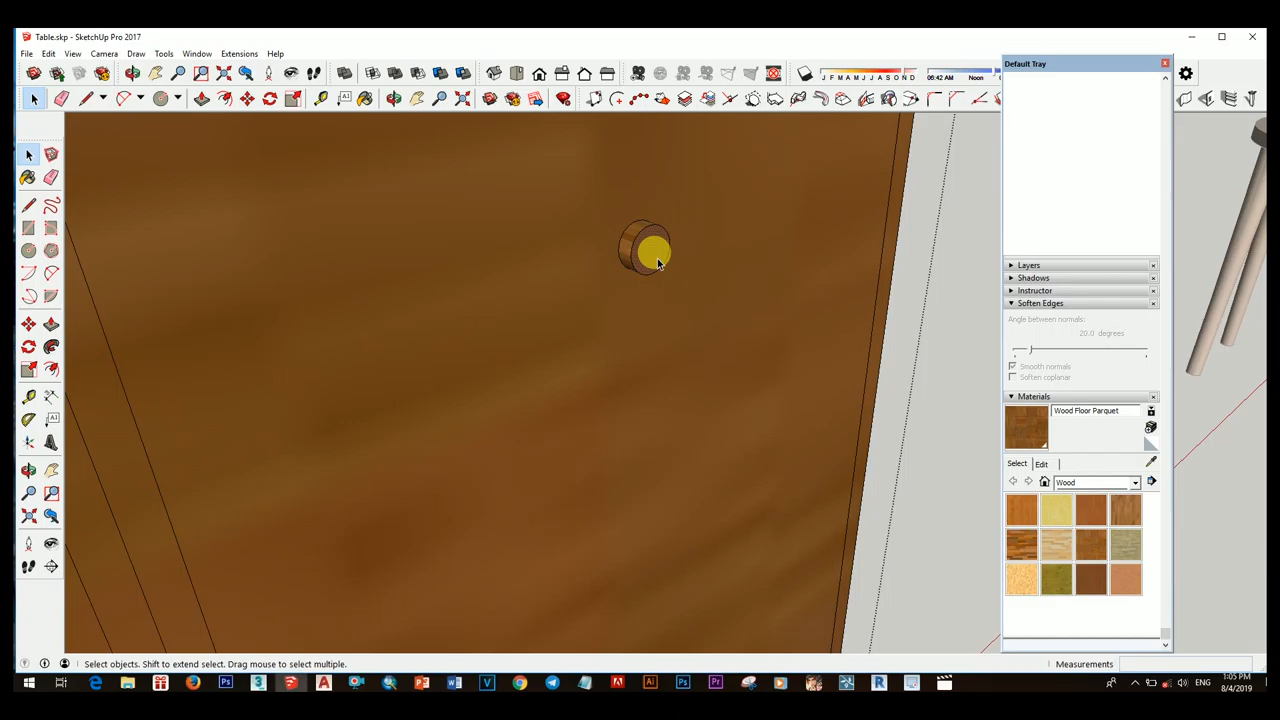 Table.skp - SketchUp Pro 2017
File Edit View Camera Draw Tools Window Extensions Help
Default Tray
J F M A M J J A S O N D 06:42 AM Noon
Layers
Shadows
Instructor
Soften Edges
Angle between normals:
20.0 degrees
Smooth normals
Soften coplanar
Materials
Wood Floor Parquet
Select Edit
Wood
Select objects. Shift to extend select. Drag mouse to select multiple.
Measurements
ENG
1:05 PM
8/4/2019